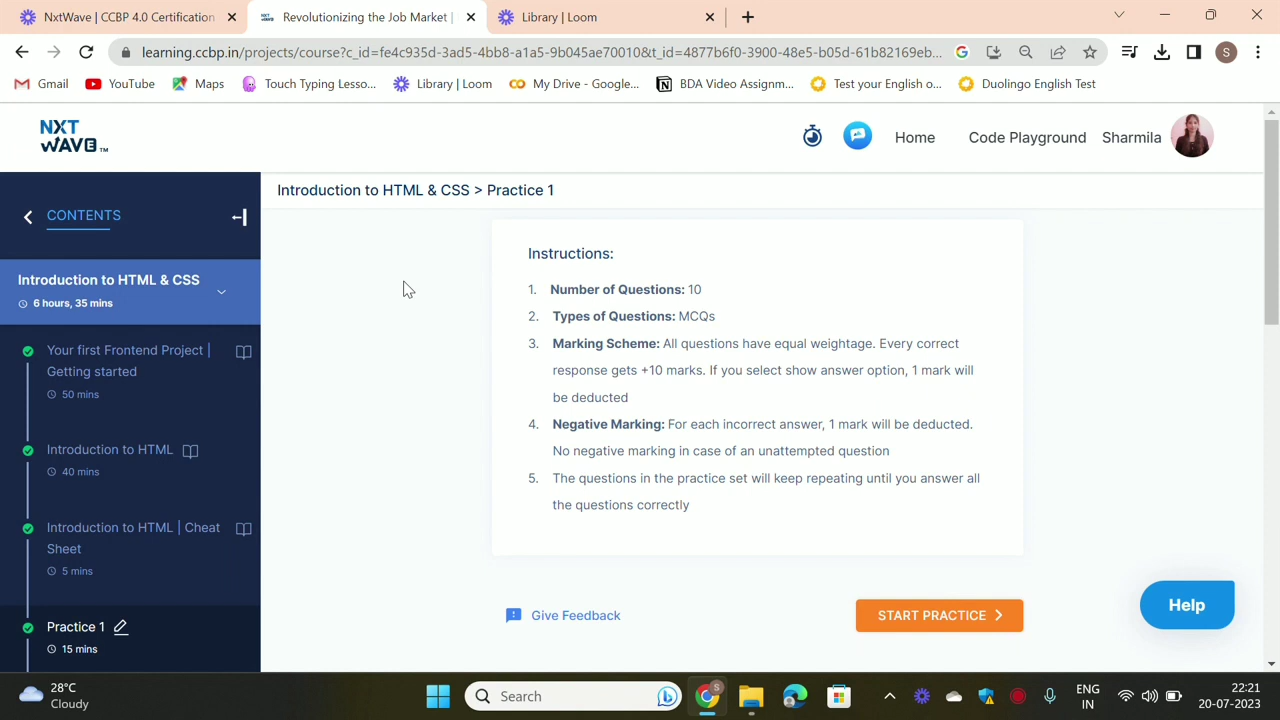 NxtWave | CCBP 4.0 Certification
Revolutionizing the Job Market |
Library | Loom
learning.ccbp.in/projects/course?c_id=fe4c935d-3ad5-4bb8-a1a5-9b045ae70010&t_id=4877b6f0-3900-48e5-b05d-61b82169eb...
S
Gmail
YouTube
Maps
Touch Typing Lesso...
Library | Loom
My Drive - Google...
BDA Video Assignm...
Test your English o...
Duolingo English Test
NXT
WAVE TM
Home
Code Playground
Sharmila
CONTENTS
Introduction to HTML & CSS > Practice 1
Introduction to HTML & CSS
6 hours, 35 mins
Your first Frontend Project |
Getting started
50 mins
Introduction to HTML
40 mins
Introduction to HTML | Cheat
Sheet
5 mins
Practice 1
15 mins
Instructions:
1. Number of Questions: 10
2. Types of Questions: MCQs
3. Marking Scheme: All questions have equal weightage. Every correct
response gets +10 marks. If you select show answer option, 1 mark will
be deducted
4. Negative Marking: For each incorrect answer, 1 mark will be deducted.
No negative marking in case of an unattempted question
5. The questions in the practice set will keep repeating until you answer all
the questions correctly
Give Feedback
START PRACTICE
Help
28°C
Cloudy
Search
ENG
IN
22:21
20-07-2023